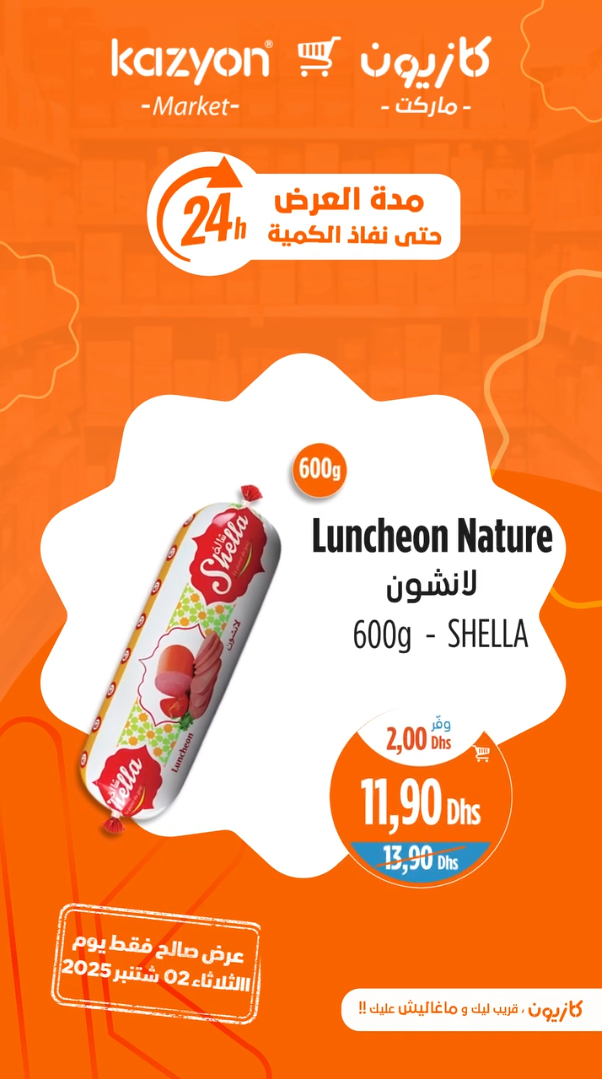 kazyon® كازيون
-Market- - ماركت -
24h
مدة العرض
حتى نفاذ الكمية
600g
Luncheon Nature
لانشون
600g - SHELLA
Shella
لانشون
Luncheon
Shella
وفّر
2,00 Dhs
11,90 Dhs
13,90 Dhs
عرض صالح فقط يوم
الثلاثاء 02 شتنبر 2025
كازيون ، قريب ليك و ماغاليش عليك !!